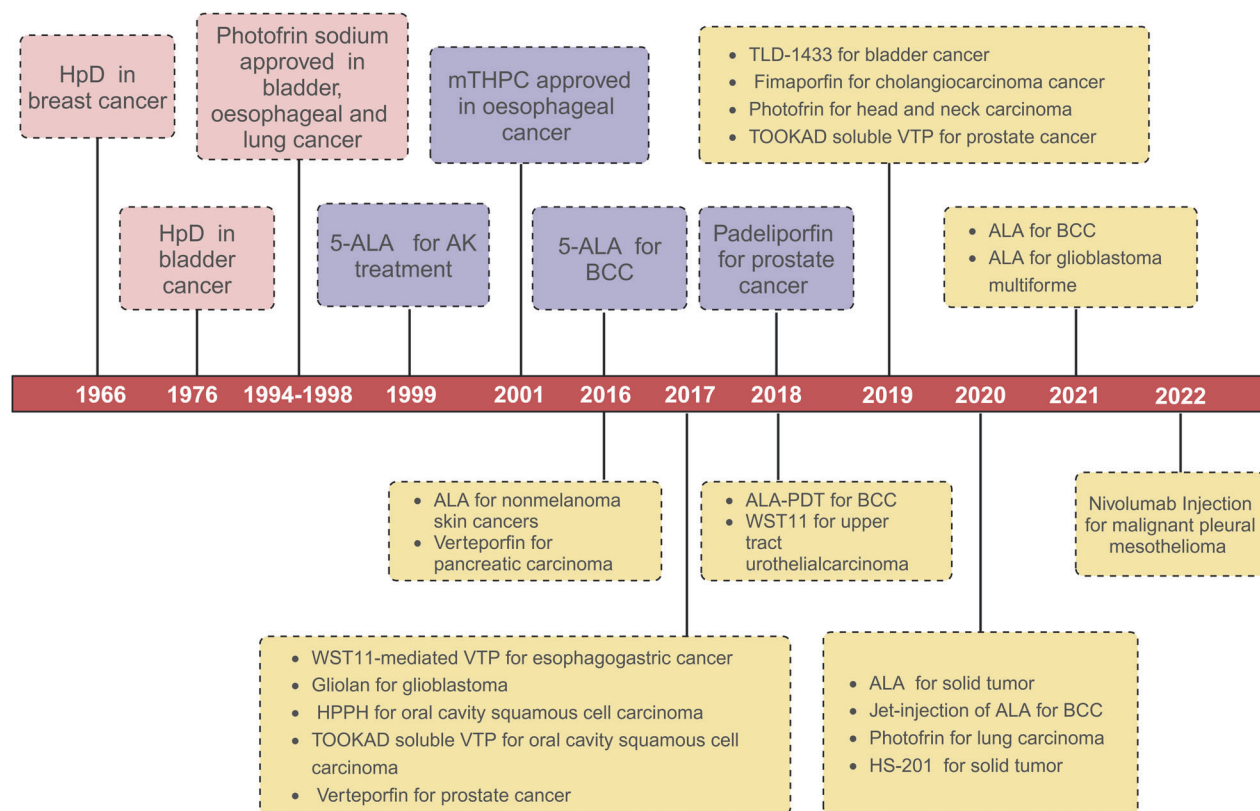 HpD in
breast cancer
Photofrin sodium
approved in
bladder,
oesophageal and
lung cancer
mTHPC approved
in oesophageal
cancer
• TLD-1433 for bladder cancer
• Fimaporfin for cholangiocarcinoma cancer
• Photofrin for head and neck carcinoma
• TOOKAD soluble VTP for prostate cancer
HpD in
bladder
cancer
5-ALA for AK
treatment
5-ALA for
BCC
Padeliporfin
for prostate
cancer
• ALA for BCC
• ALA for glioblastoma
multiforme
1966 1976 1994-1998 1999 2001 2016 2017 2018 2019 2020 2021 2022
• ALA for nonmelanoma
skin cancers
• Verteporfin for
pancreatic carcinoma
• ALA-PDT for BCC
• WST11 for upper
tract
urothelialcarcinoma
Nivolumab Injection
for malignant pleural
mesothelioma
• WST11-mediated VTP for esophagogastric cancer
• Gliolan for glioblastoma
• HPPH for oral cavity squamous cell carcinoma
• TOOKAD soluble VTP for oral cavity squamous cell
carcinoma
• Verteporfin for prostate cancer
• ALA for solid tumor
• Jet-injection of ALA for BCC
• Photofrin for lung carcinoma
• HS-201 for solid tumor